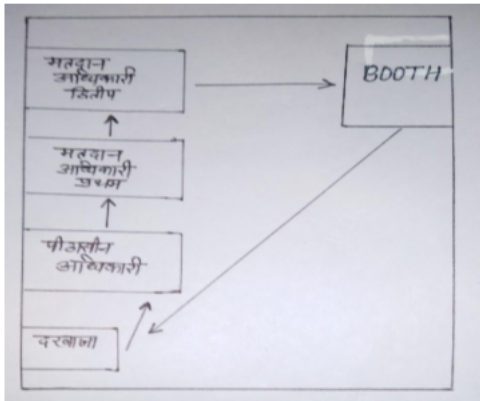 मतदान
अधिकारी
द्वितीय
BOOTH
मतदान
अधिकारी
प्रथम
पीठासीन
अधिकारी
दरवाजा